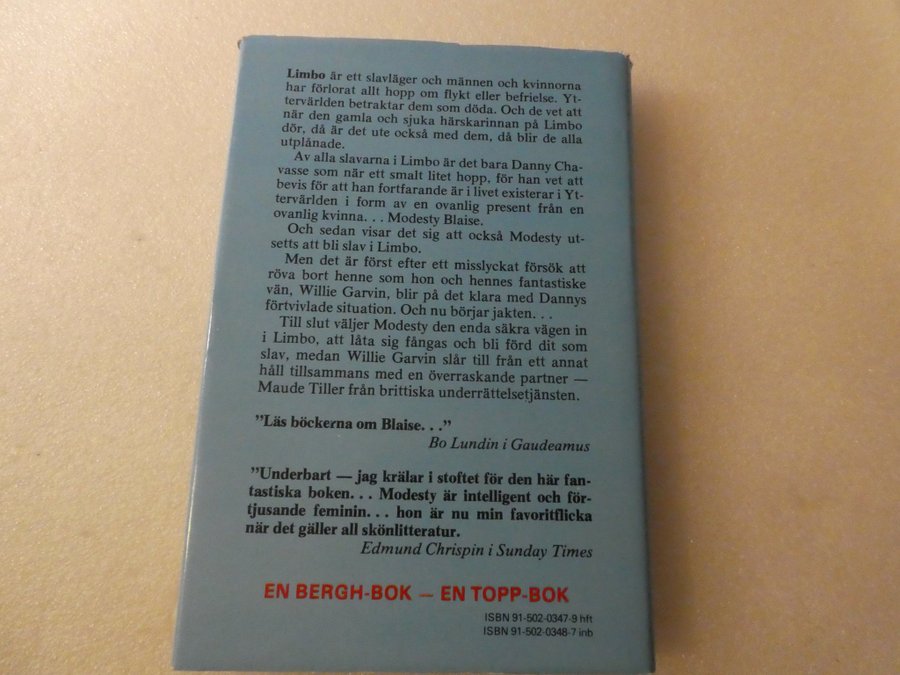 Limbo är ett slavläger och männen och kvinnorna
har förlorat allt hopp om flykt eller befrielse. Yt-
tervärlden betraktar dem som döda. Och de vet att
när den gamla och sjuka härskarinnan på Limbo
dör, då är det ute också med dem, då blir de alla
utplånade.
Av alla slavarna i Limbo är det bara Danny Cha-
vasse som när ett smalt litet hopp, för han vet att
bevis för att han fortfarande är i livet existerar i Yt-
tervärlden i form av en ovanlig present från en
ovanlig kvinna. . . Modesty Blaise.
Och sedan visar det sig att också Modesty ut-
setts att bli slav i Limbo.
Men det är först efter ett misslyckat försök att
röva bort henne som hon och hennes fantastiske
vän, Willie Garvin, blir på det klara med Dannys
förtvivlade situation. Och nu börjar jakten. . .
Till slut väljer Modesty den enda säkra vägen in
i Limbo, att låta sig fångas och bli förd dit som
slav, medan Willie Garvin slår till från ett annat
håll tillsammans med en överraskande partner —
Maude Tiller från brittiska underrättelsetjänsten.
”Läs böckerna om Blaise. . .”
Bo Lundin i Gaudeamus
”Underbart — jag krälar i stoftet för den här fan-
tastiska boken. . . Modesty är intelligent och för-
tjusande feminin. . . hon är nu min favoritflicka
när det gäller all skönlitteratur.
Edmund Chrispin i Sunday Times
EN BERGH-BOK — EN TOPP-BOK
ISBN 91-502-0347-9 hft
ISBN 91-502-0348-7 inb